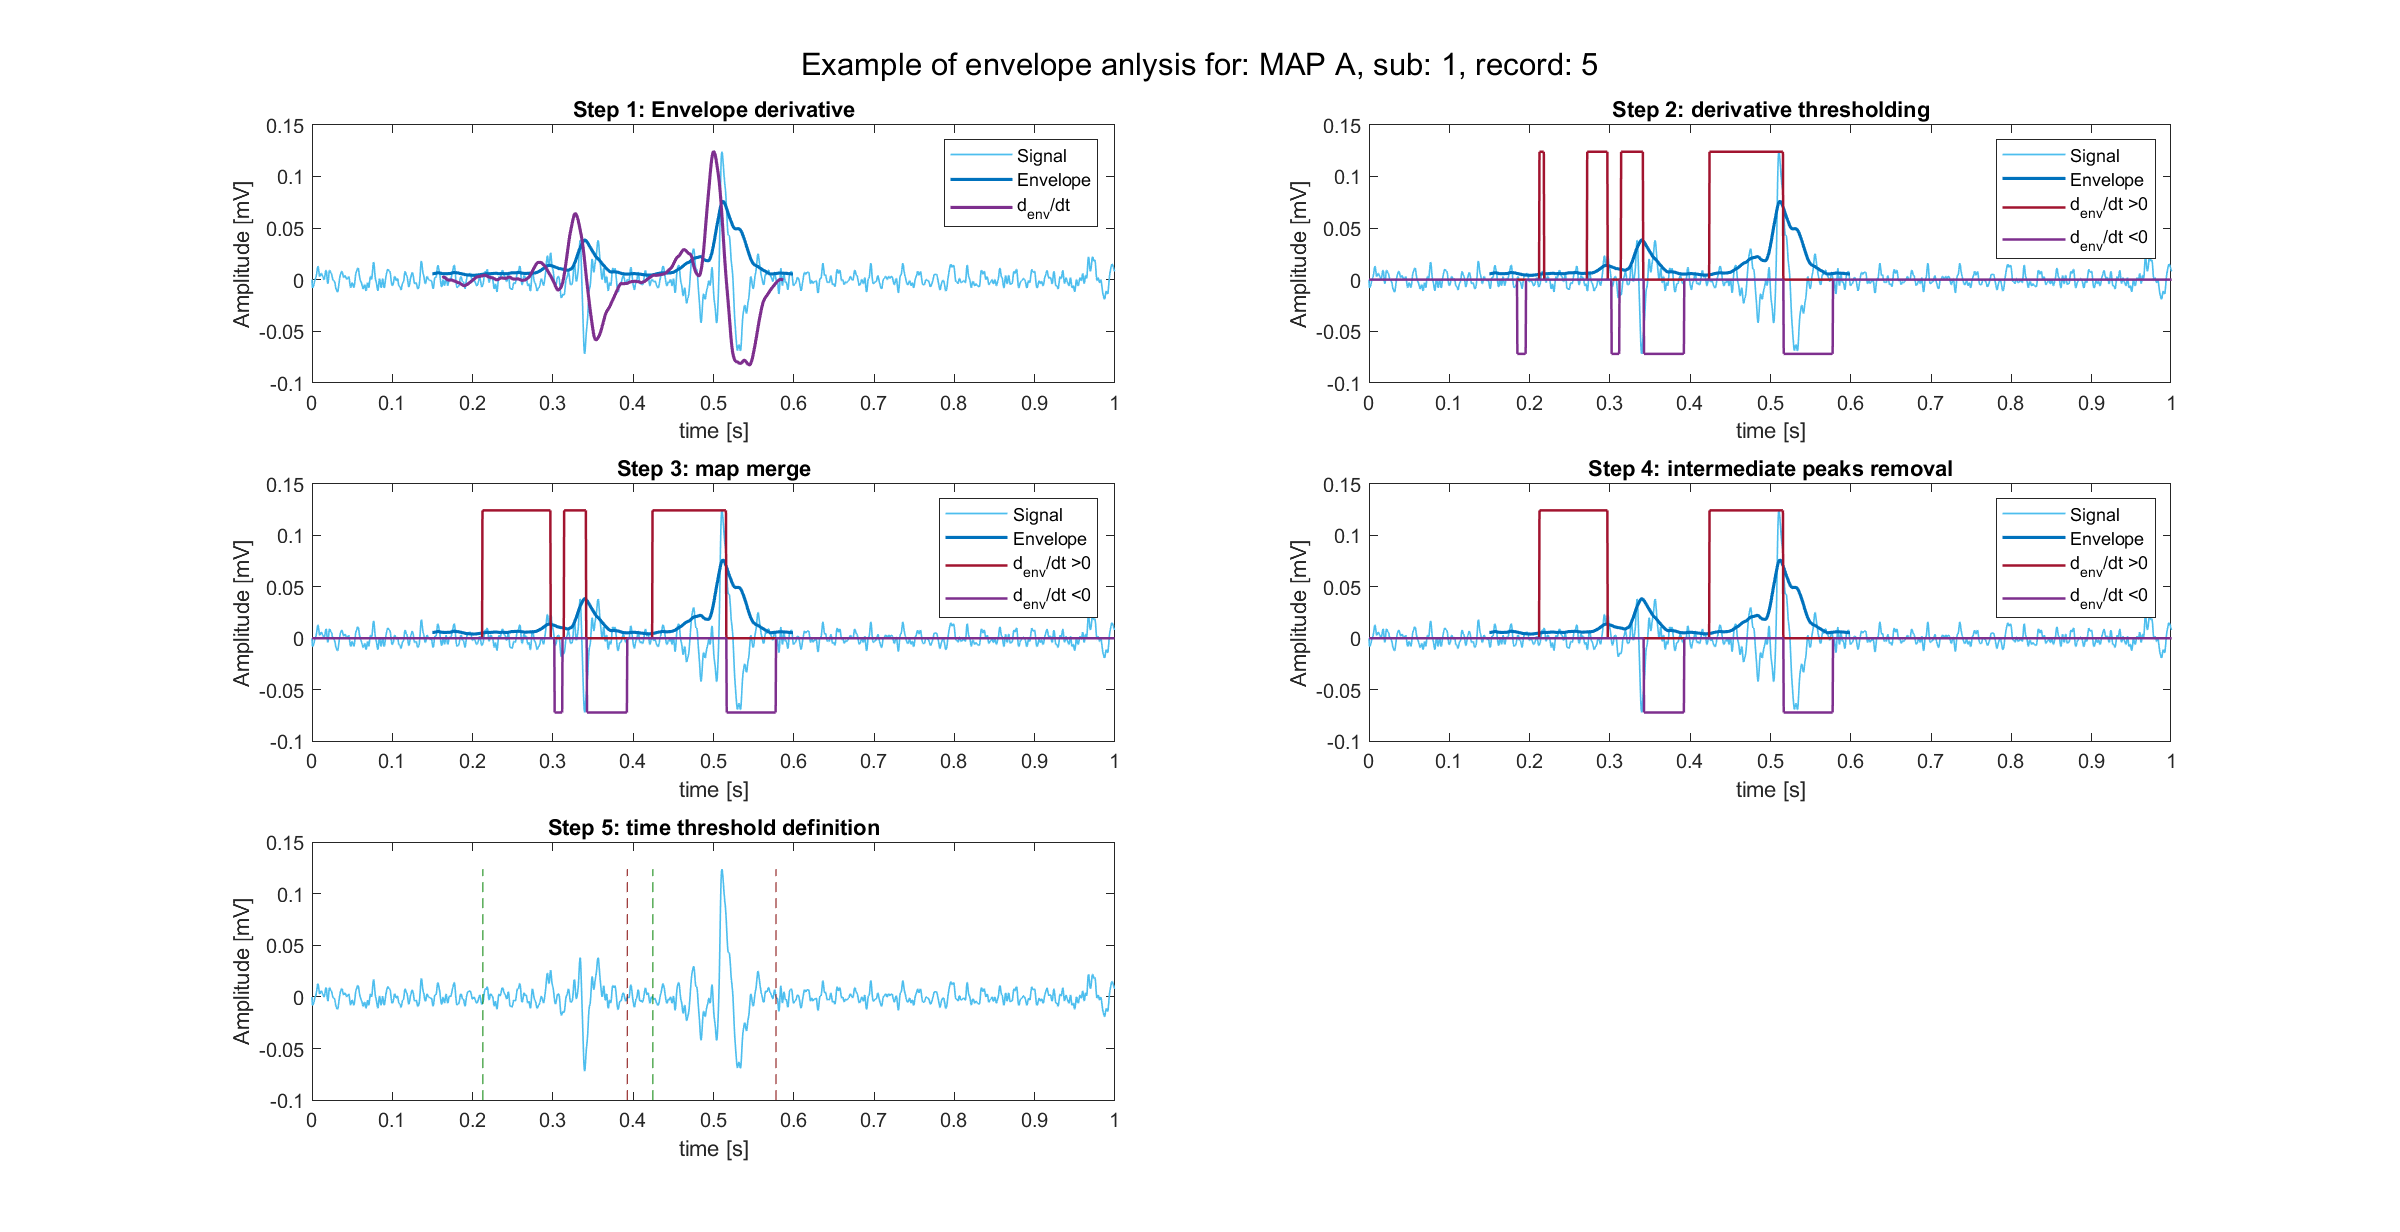 Example of envelope anlysis for: MAP A, sub: 1, record: 5
Step 1: Envelope derivative
0.15
0.1
0.05
0
-0.05
-0.1
Amplitude [mV]
0 0.1 0.2 0.3 0.4 0.5 0.6 0.7 0.8 0.9 1
time [s]
Signal
Envelope
d_env/dt
Step 2: derivative thresholding
0.15
0.1
0.05
0
-0.05
-0.1
Amplitude [mV]
0 0.1 0.2 0.3 0.4 0.5 0.6 0.7 0.8 0.9 1
time [s]
Signal
Envelope
d_env/dt >0
d_env/dt <0
Step 3: map merge
0.15
0.1
0.05
0
-0.05
-0.1
Amplitude [mV]
0 0.1 0.2 0.3 0.4 0.5 0.6 0.7 0.8 0.9 1
time [s]
Signal
Envelope
d_env/dt >0
d_env/dt <0
Step 4: intermediate peaks removal
0.15
0.1
0.05
0
-0.05
-0.1
Amplitude [mV]
0 0.1 0.2 0.3 0.4 0.5 0.6 0.7 0.8 0.9 1
time [s]
Signal
Envelope
d_env/dt >0
d_env/dt <0
Step 5: time threshold definition
0.15
0.1
0.05
0
-0.05
-0.1
Amplitude [mV]
0 0.1 0.2 0.3 0.4 0.5 0.6 0.7 0.8 0.9 1
time [s]